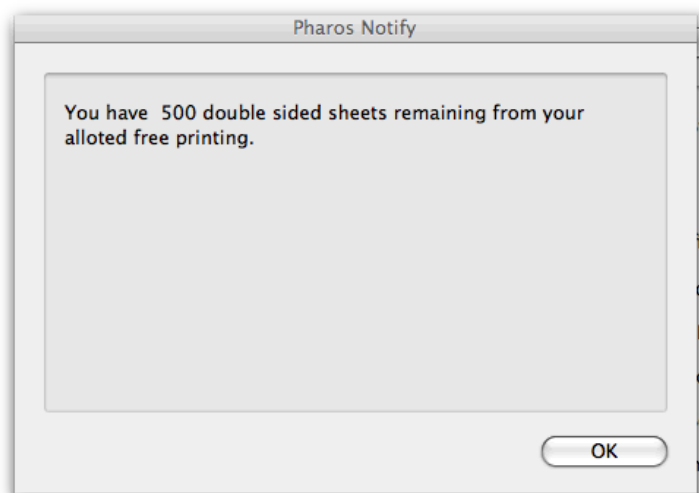 Pharos Notify
You have  500 double sided sheets remaining from your
alloted free printing.
OK